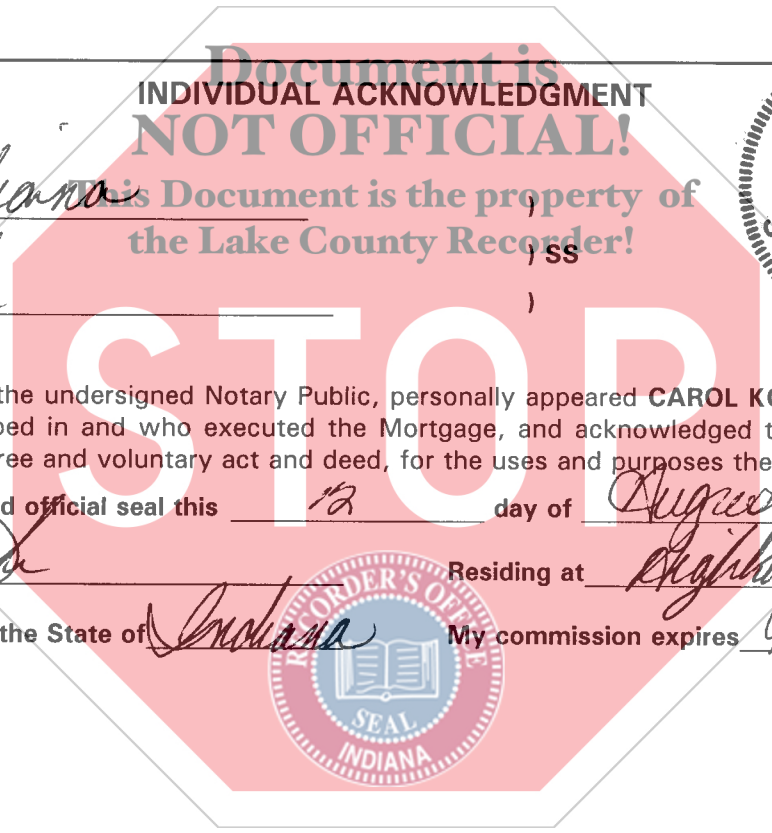 Document is
INDIVIDUAL ACKNOWLEDGMENT
NOT OFFICIAL!
This Document is the property of
)
the Lake County Recorder!
) SS
)
STOP
the undersigned Notary Public, personally appeared CAROL
in and who executed the Mortgage, and acknowledged
and voluntary act and deed, for the uses and purposes
official seal this 12 day of
Residing at
the State of Indiana My commission expires
RECORDER'S OFFICE
SEAL
INDIANA